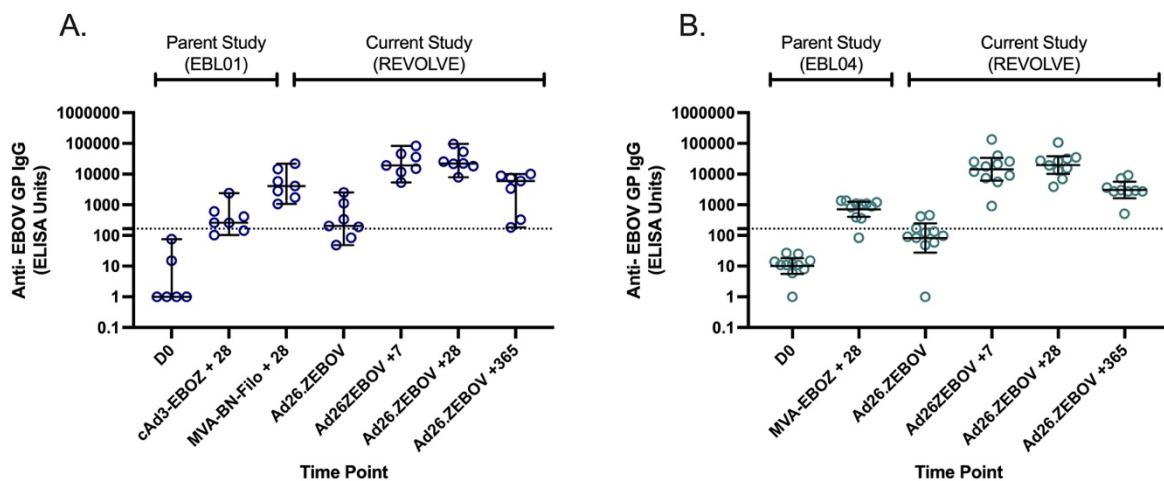 A.
Parent Study
(EBL01)
Current Study
(REVOLVE)
Anti- EBOV GP IgG
(ELISA Units)
1000000
100000
10000
1000
100
10
1
0.1
D0
cAd3-EBOZ + 28
MVA-BN-Filo + 28
Ad26.ZEBOV
Ad26ZEBOV +7
Ad26.ZEBOV +28
Ad26.ZEBOV +365
Time Point
B.
Parent Study
(EBL04)
Current Study
(REVOLVE)
Anti- EBOV GP IgG
(ELISA Units)
1000000
100000
10000
1000
100
10
1
0.1
D0
MVA-EBOZ + 28
Ad26.ZEBOV
Ad26ZEBOV +7
Ad26.ZEBOV +28
Ad26.ZEBOV +365
Time Point